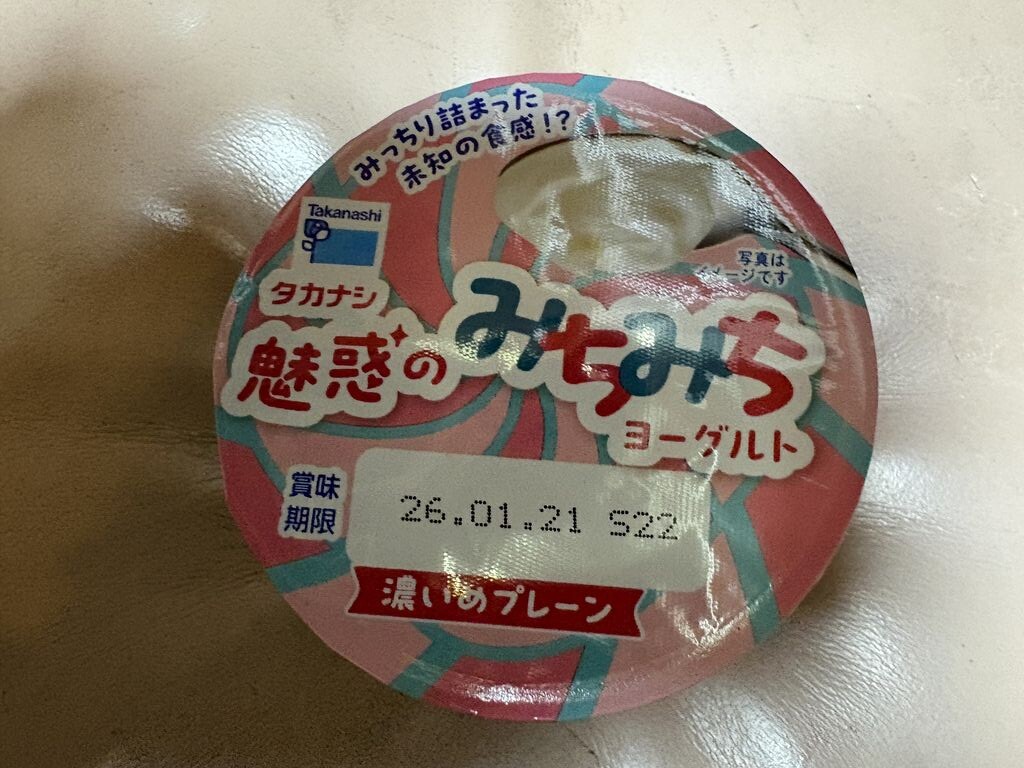 みっちり詰まった
未知の食感!?
Takanashi
タカナシ
写真は
イメージです
魅惑の
みちみち
ヨーグルト
賞味
期限
26.01.21 S22
濃いめプレーン